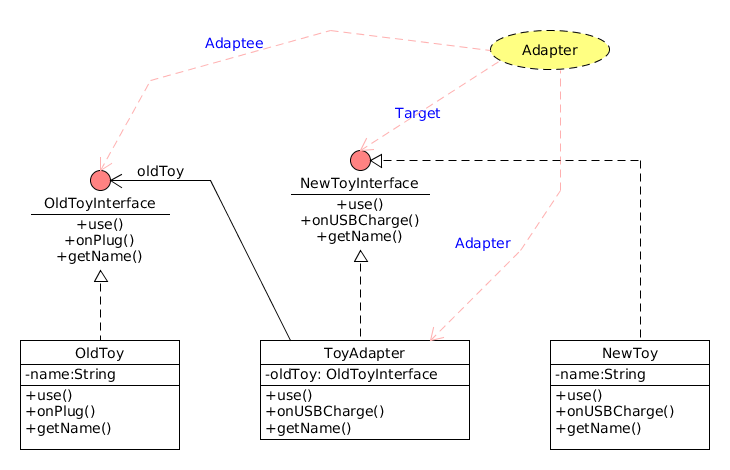 Adaptee
Adapter
Target
oldToy
OldToyInterface
+use()
+onPlug()
+getName()
NewToyInterface
+use()
+onUSBCharge()
+getName()
Adapter
OldToy
-name:String
+use()
+onPlug()
+getName()
ToyAdapter
-oldToy: OldToyInterface
+use()
+onUSBCharge()
+getName()
NewToy
-name:String
+use()
+onUSBCharge()
+getName()